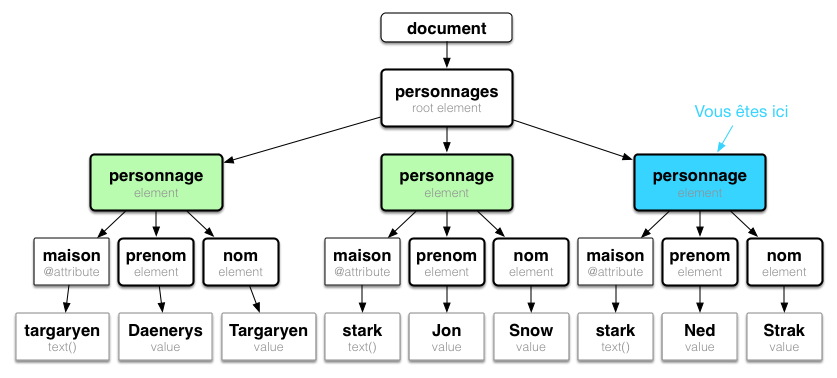 document
personnages
root element
Vous êtes ici
personnage
element
personnage
element
personnage
element
maison
@attribute
prenom
element
nom
element
maison
@attribute
prenom
element
nom
element
maison
@attribute
prenom
element
nom
element
targaryen
text()
Daenerys
value
Targaryen
value
stark
text()
Jon
value
Snow
value
stark
text()
Ned
value
Strak
value